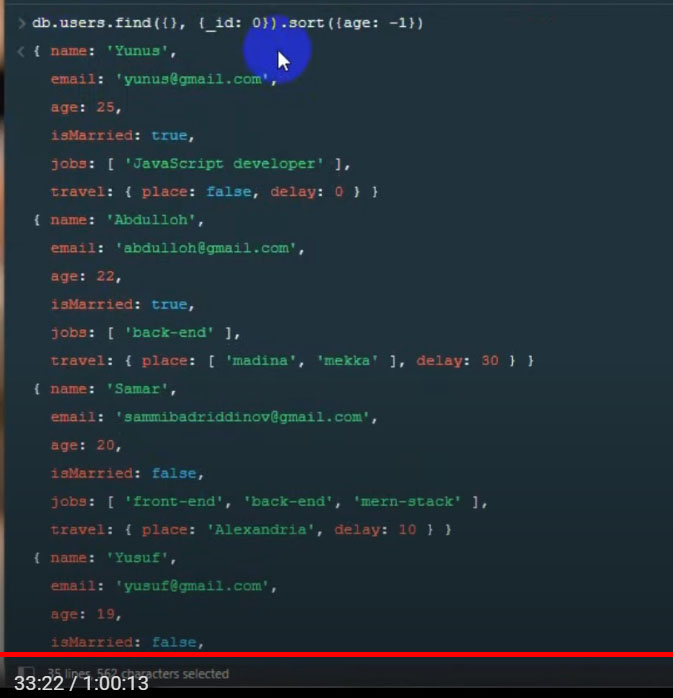 > db.users.find({}, {_id: 0}).sort({age: -1})
< { name: 'Yunus',
email: 'yunus@gmail.com',
age: 25,
isMarried: true,
jobs: [ 'JavaScript developer' ],
travel: { place: false, delay: 0 } }
{ name: 'Abdulloh',
email: 'abdulloh@gmail.com',
age: 22,
isMarried: true,
jobs: [ 'back-end' ],
travel: { place: [ 'madina', 'mekka' ], delay: 30 } }
{ name: 'Samar',
email: 'sammibadriddinov@gmail.com',
age: 20,
isMarried: false,
jobs: [ 'front-end', 'back-end', 'mern-stack' ],
travel: { place: 'Alexandria', delay: 10 } }
{ name: 'Yusuf',
email: 'yusuf@gmail.com',
age: 19,
isMarried: false,
35 lines, 562 characters selected
33:22 / 1:00:13